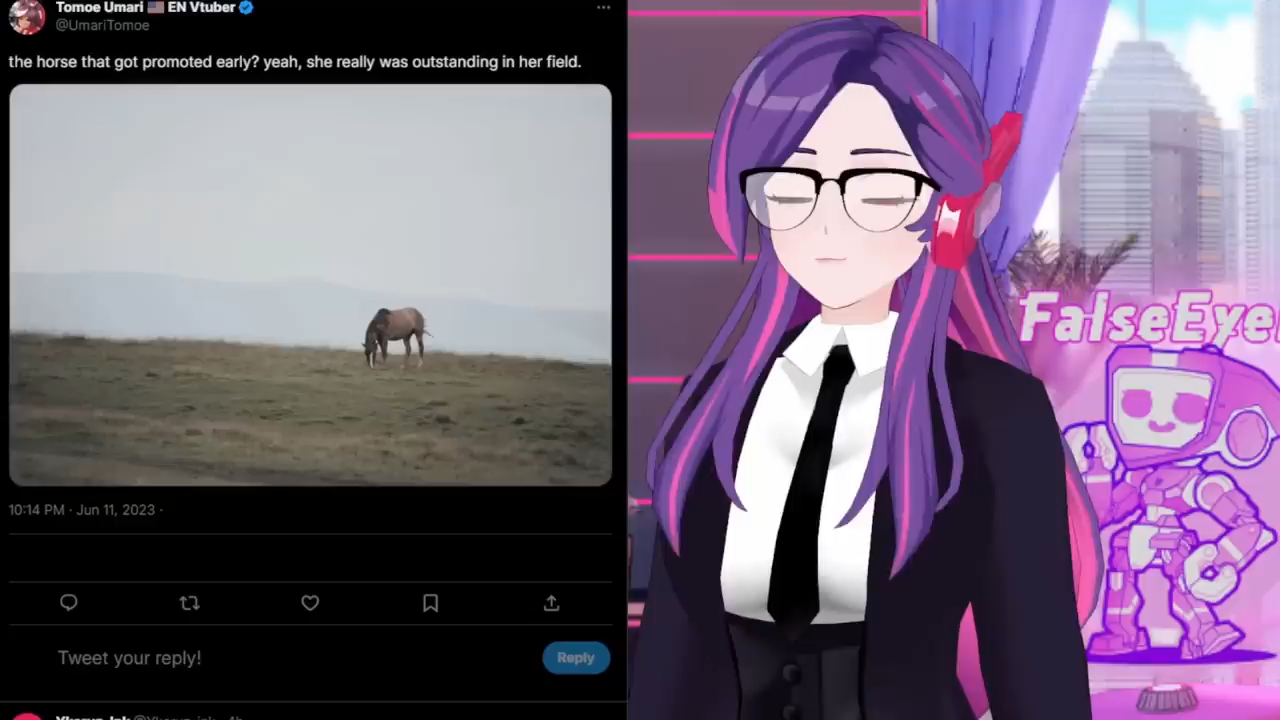 Tomoe Umari 🇺🇸 EN Vtuber
@UmariTomoe
the horse that got promoted early? yeah, she really was outstanding in her field.
10:14 PM · Jun 11, 2023 ·
Tweet your reply!
Reply
FalseEye